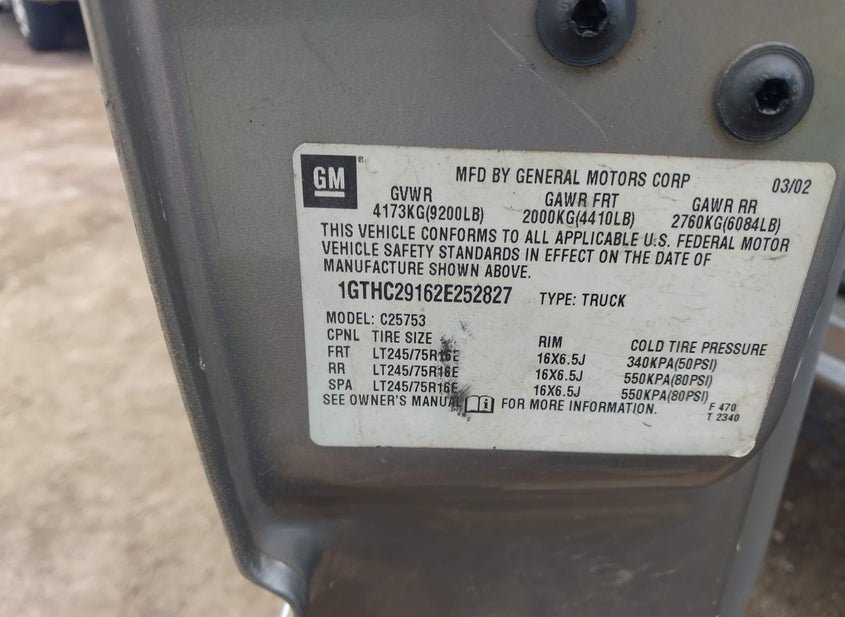 GM
®
MFD BY GENERAL MOTORS CORP 03/02
GVWR GAWR FRT GAWR RR
4173KG(9200LB) 2000KG(4410LB) 2760KG(6084LB)
THIS VEHICLE CONFORMS TO ALL APPLICABLE U.S. FEDERAL MOTOR
VEHICLE SAFETY STANDARDS IN EFFECT ON THE DATE OF
MANUFACTURE SHOWN ABOVE.
1GTHC29162E252827 TYPE: TRUCK
MODEL: C25753
CPNL TIRE SIZE RIM COLD TIRE PRESSURE
FRT LT245/75R16E 16X6.5J 340KPA(50PSI)
RR LT245/75R16E 16X6.5J 550KPA(80PSI)
SPA LT245/75R16E 16X6.5J 550KPA(80PSI)
SEE OWNER'S MANUAL FOR MORE INFORMATION.
F 470
T 2340